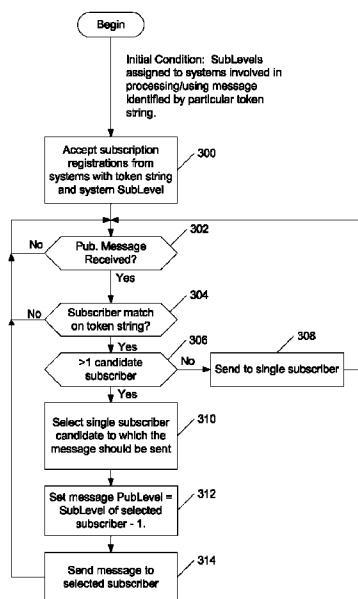 Begin
Initial Condition: SubLevels
assigned to systems involved in
processing/using message
identified by particular token
string.
Accept subscription
registrations from
systems with token string
and system SubLevel
300
No
Pub. Message
Received?
302
Yes
No
Subscriber match
on token string?
304
Yes
>1 candidate
subscriber
306
No
308
Send to single subscriber
Yes
Select single subscriber
candidate to which the
message should be sent
310
Set message PubLevel =
SubLevel of selected
subscriber - 1.
312
Send message to
selected subscriber
314